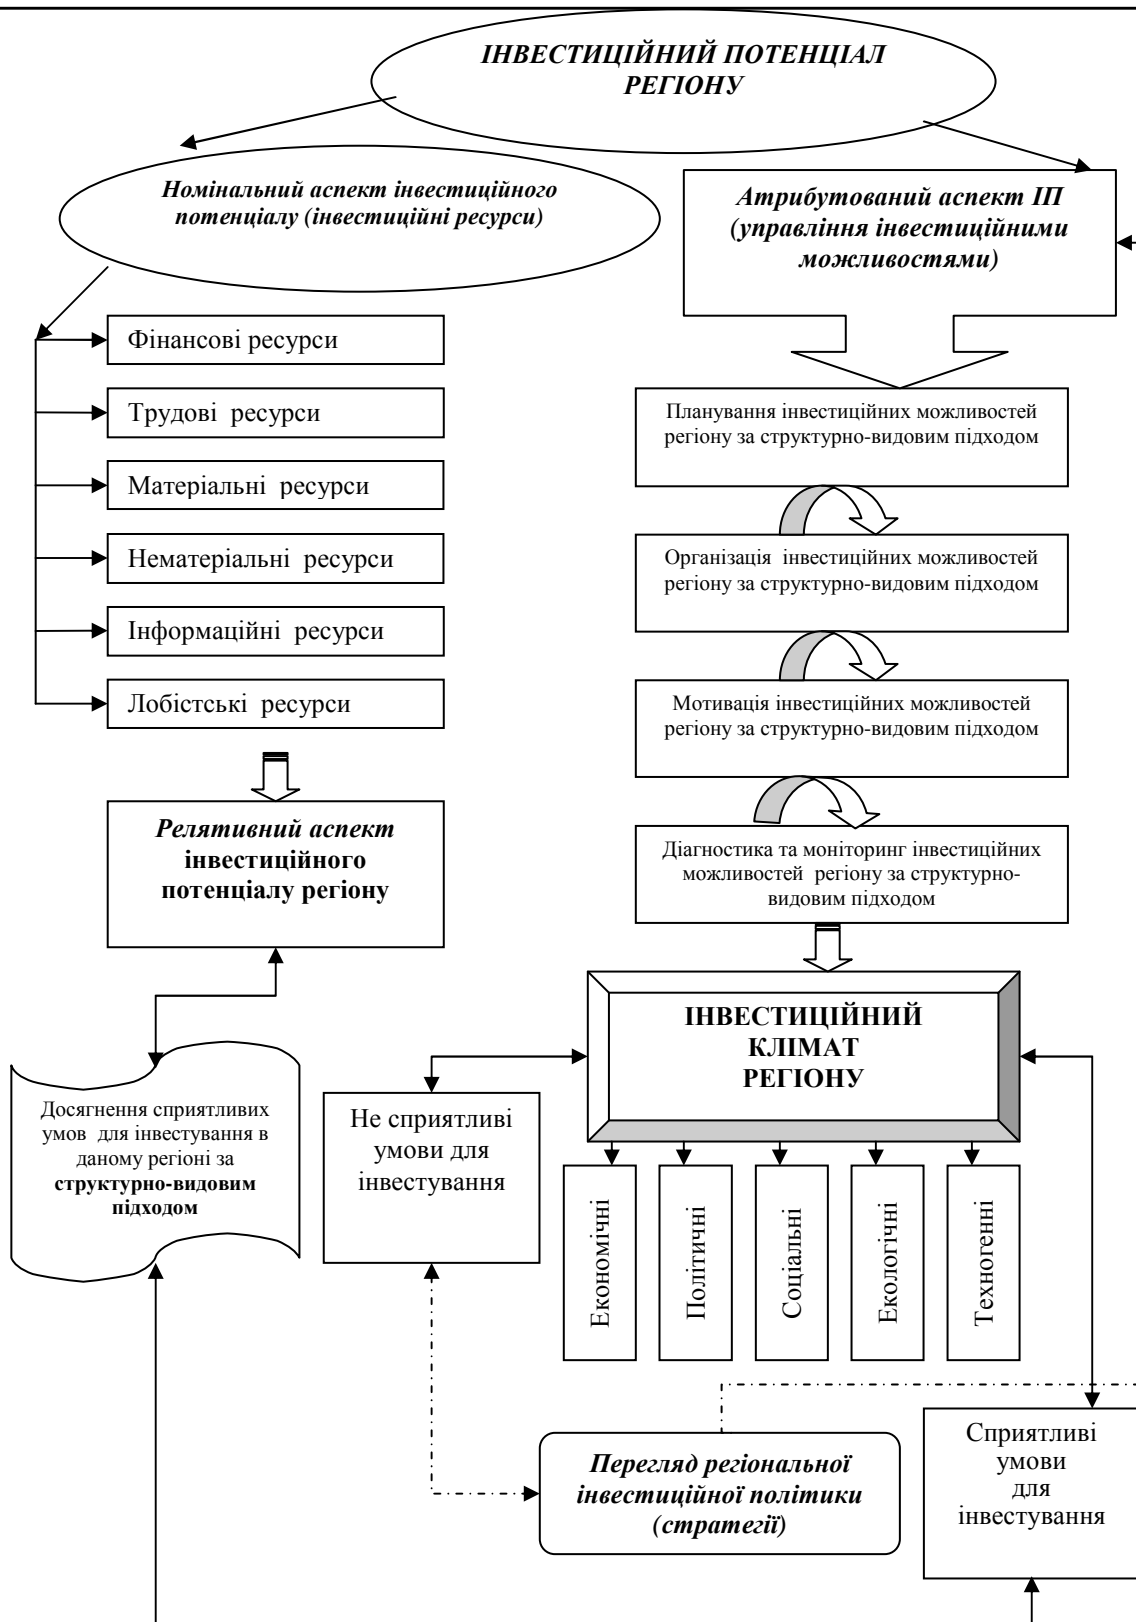 ІНВЕСТИЦІЙНИЙ ПОТЕНЦІАЛ
РЕГІОНУ
Номінальний аспект інвестиційного
потенціалу (інвестиційні ресурси)
Атрибутований аспект ІП
(управління інвестиційними
можливостями)
Фінансові ресурси
Трудові ресурси
Матеріальні ресурси
Нематеріальні ресурси
Інформаційні ресурси
Лобістські ресурси
Релятивний аспект
інвестиційного
потенціалу регіону
Планування інвестиційних можливостей
регіону за структурно-видовим підходом
Організація інвестиційних можливостей
регіону за структурно-видовим підходом
Мотивація інвестиційних можливостей
регіону за структурно-видовим підходом
Діагностика та моніторинг інвестиційних
можливостей регіону за структурно-
видовим підходом
ІНВЕСТИЦІЙНИЙ
КЛІМАТ
РЕГІОНУ
Досягнення сприятливих
умов для інвестування в
даному регіоні за
структурно-видовим
підходом
Не сприятливі
умови для
інвестування
Економічні
Політичні
Соціальні
Екологічні
Техногенні
Перегляд регіональної
інвестиційної політики
(стратегії)
Сприятливі
умови
для
інвестування